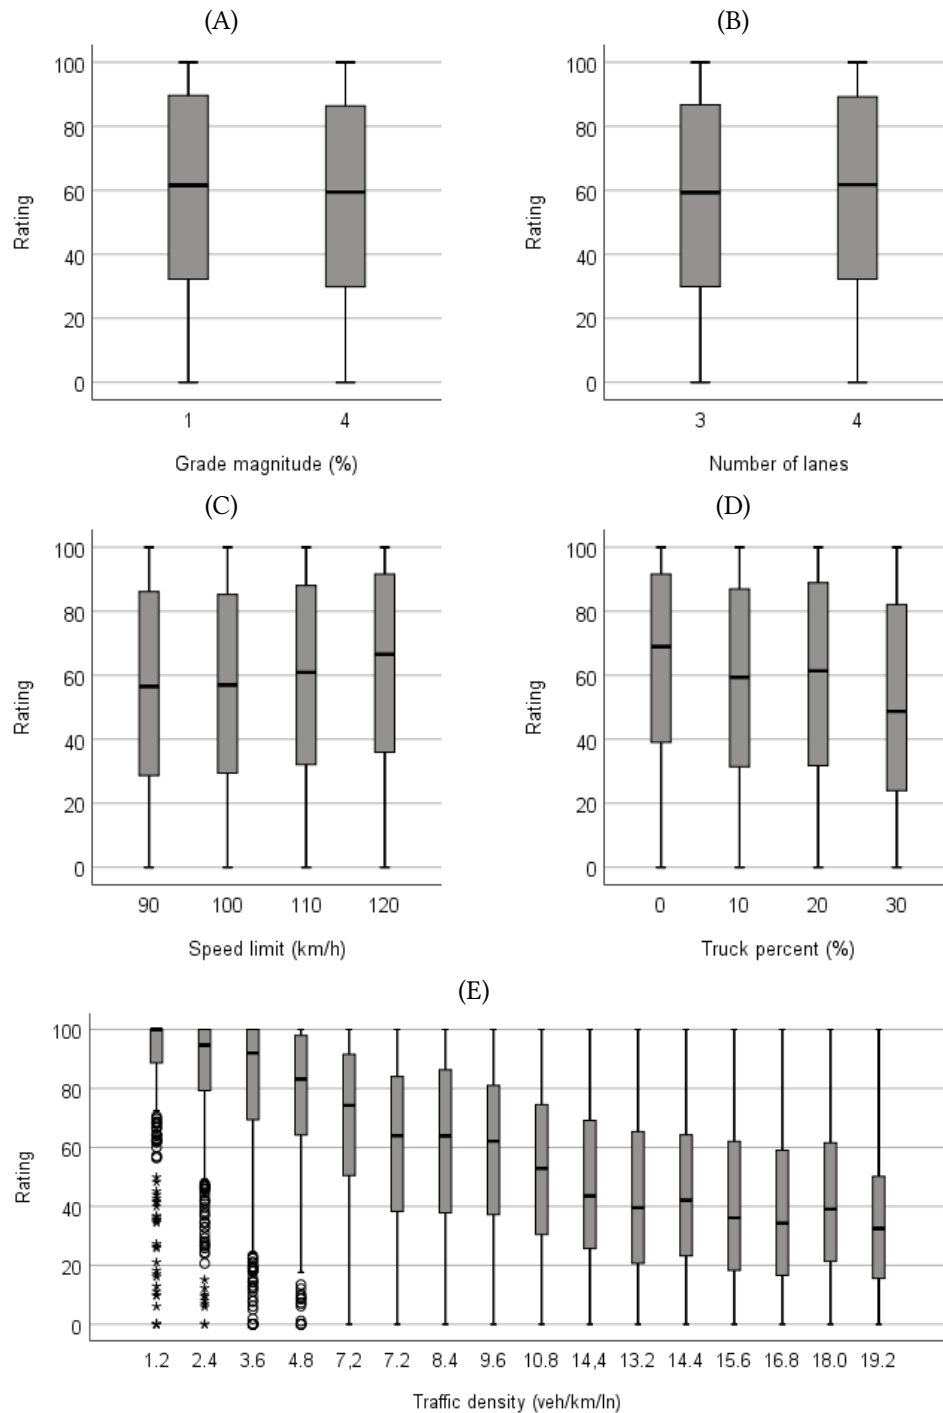 (A)
100
80
60
40
20
0
Rating
1 4
Grade magnitude (%)
(B)
100
80
60
40
20
0
Rating
3 4
Number of lanes
(C)
100
80
60
40
20
0
Rating
90 100 110 120
Speed limit (km/h)
(D)
100
80
60
40
20
0
Rating
0 10 20 30
Truck percent (%)
(E)
100
80
60
40
20
0
Rating
1.2 2.4 3.6 4.8 7,2 7.2 8.4 9.6 10.8 14,4 13.2 14.4 15.6 16.8 18.0 19.2
Traffic density (veh/km/ln)